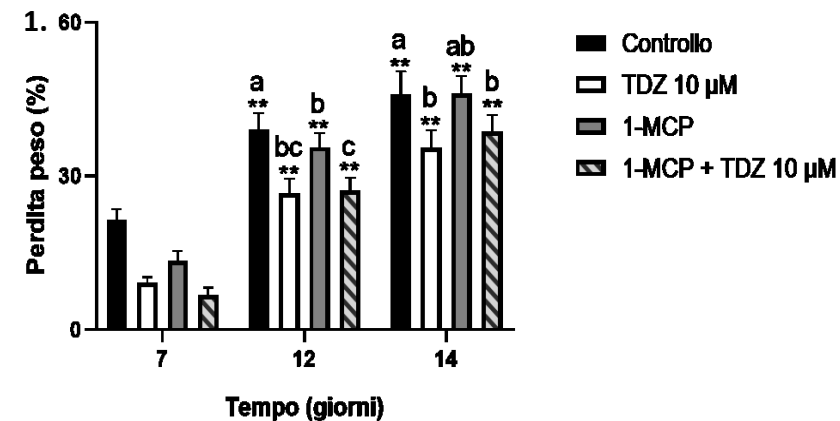 1. 60
Controllo
TDZ 10 μM
1-MCP
1-MCP + TDZ 10 μM
Perdita peso (%)
30
0
a
**
bc
**
b
**
c
**
a
**
b
**
ab
**
b
**
7 12 14
Tempo (giorni)